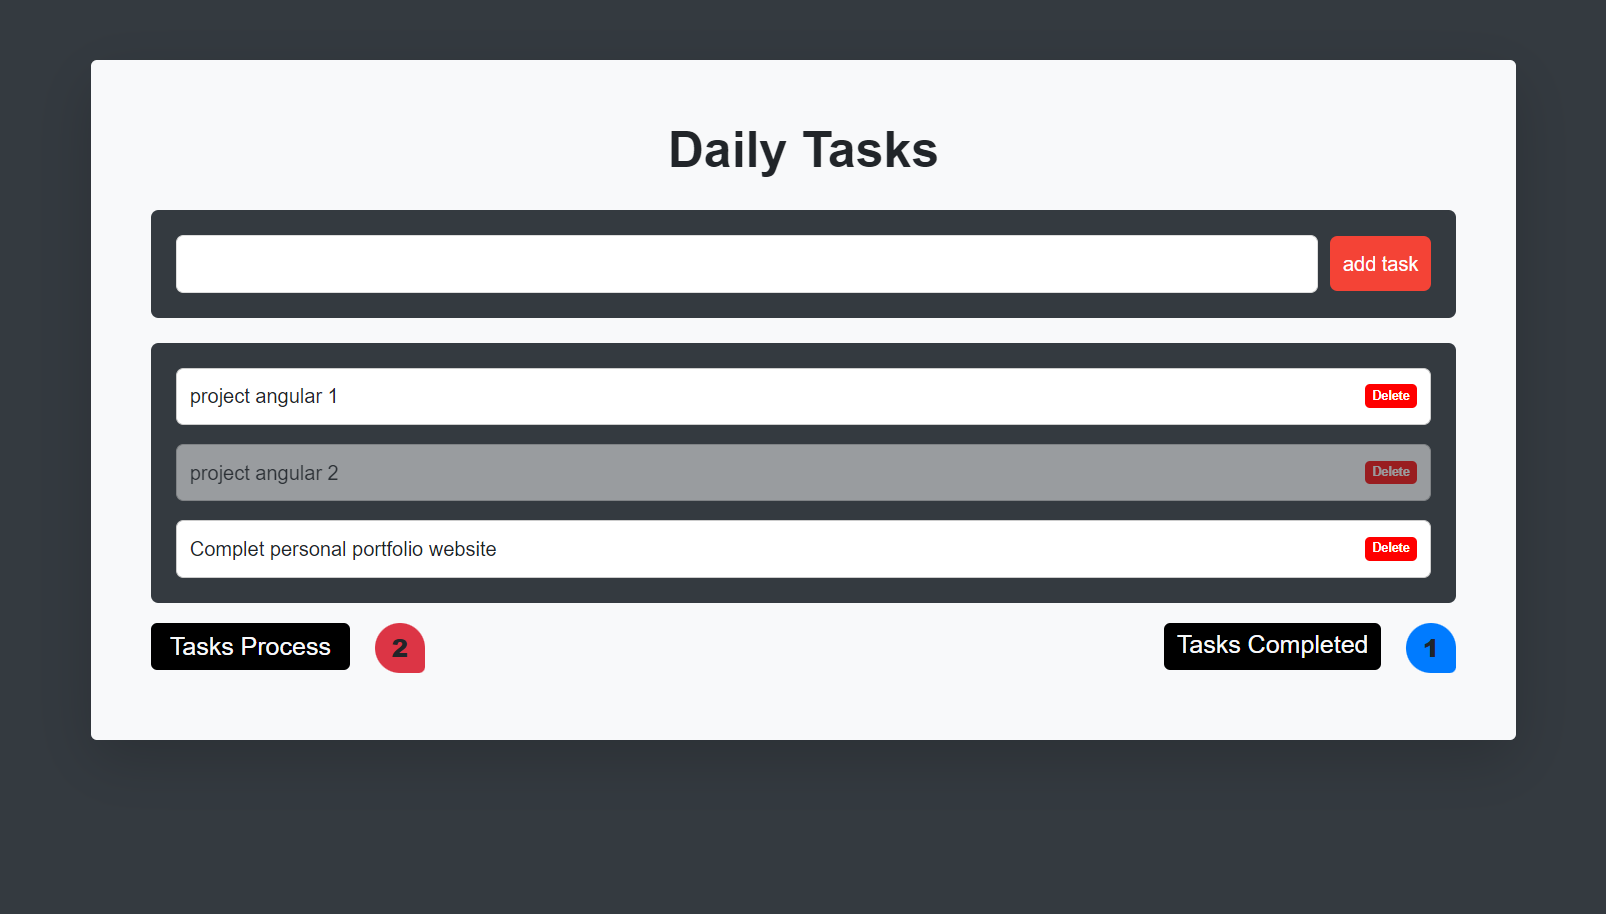 Daily Tasks
add task
project angular 1
Delete
project angular 2
Delete
Complet personal portfolio website
Delete
Tasks Process
2
Tasks Completed
1